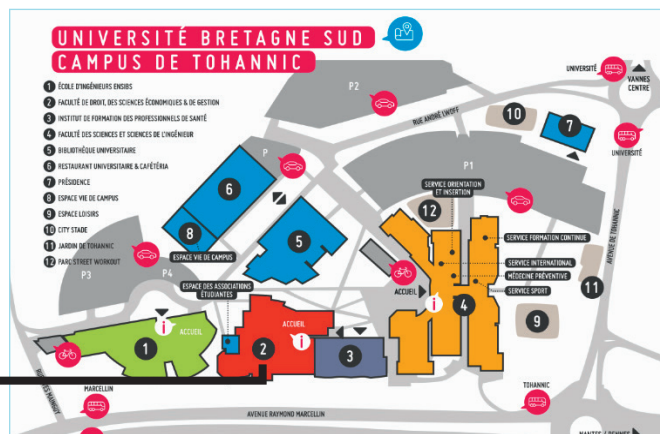 UNIVERSITÉ BRETAGNE SUD
CAMPUS DE TOHANNIC
1 ÉCOLE D'INGÉNIEURS ENSIBS
2 FACULTÉ DE DROIT, DES SCIENCES ÉCONOMIQUES & DE GESTION
3 INSTITUT DE FORMATION DES PROFESSIONNELS DE SANTÉ
4 FACULTÉ DES SCIENCES ET SCIENCES DE L'INGÉNIEUR
5 BIBLIOTHÈQUE UNIVERSITAIRE
6 RESTAURANT UNIVERSITAIRE & CAFÉTÉRIA
7 PRÉSIDENCE
8 ESPACE VIE DE CAMPUS
9 ESPACE LOISIRS
10 CITY STADE
11 JARDIN DE TOHANNIC
12 PARC STREET WORKOUT
UNIVERSITÉ
VANNES
CENTRE
P2
RUE ANDRÉ LWOFF
10
7
UNIVERSITÉ
P
P1
6
SERVICE ORIENTATION
ET INSERTION
12
AVENUE DE TOHANNIC
8
5
SERVICE FORMATION CONTINUE
ESPACE VIE DE CAMPUS
SERVICE INTERNATIONAL
MÉDECINE PRÉVENTIVE
11
P3
P4
ESPACE DES ASSOCIATIONS
ÉTUDIANTES
ACCUEIL
SERVICE SPORT
i
4
9
i
ACCUEIL
ACCUEIL
i
1
2
3
MARCELLIN
TOHANNIC
AVENUE RAYMOND MARCELLIN
NANTES / RENNES